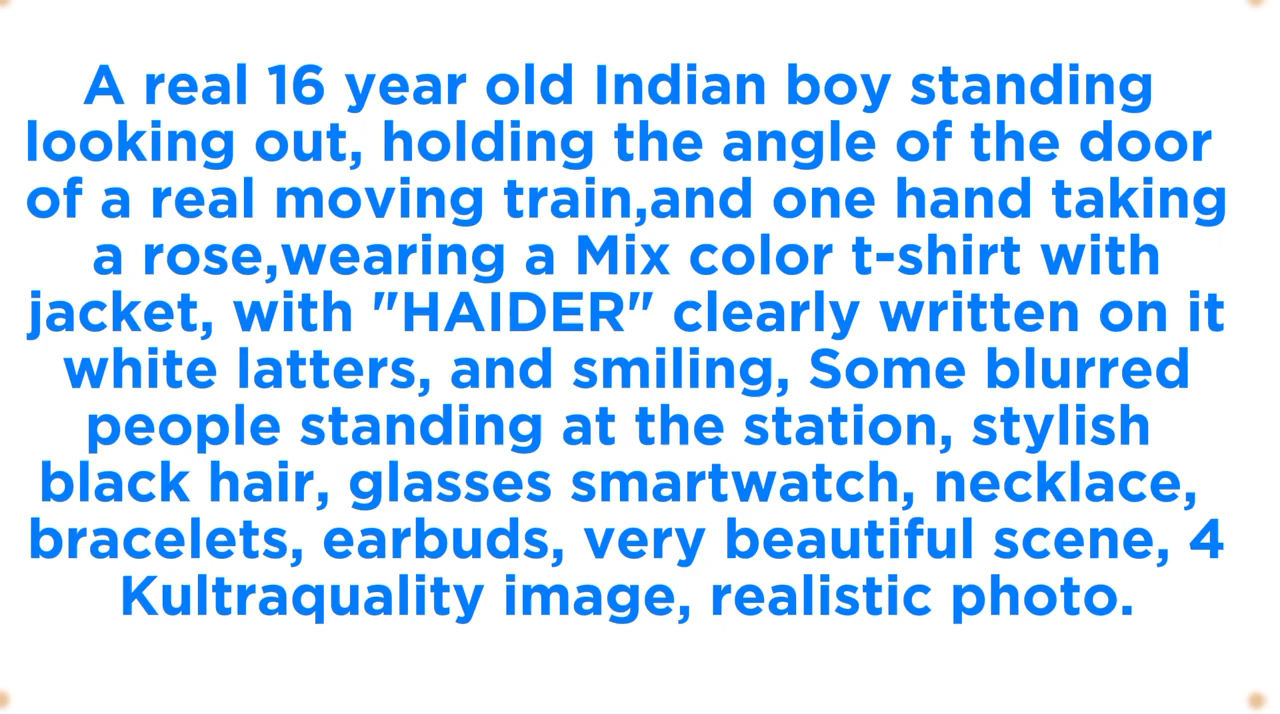 A real 16 year old Indian boy standing
looking out, holding the angle of the door
of a real moving train,and one hand taking
a rose,wearing a Mix color t-shirt with
jacket, with "HAIDER" clearly written on it
white latters, and smiling, Some blurred
people standing at the station, stylish
black hair, glasses smartwatch, necklace,
bracelets, earbuds, very beautiful scene, 4
Kultraquality image, realistic photo.